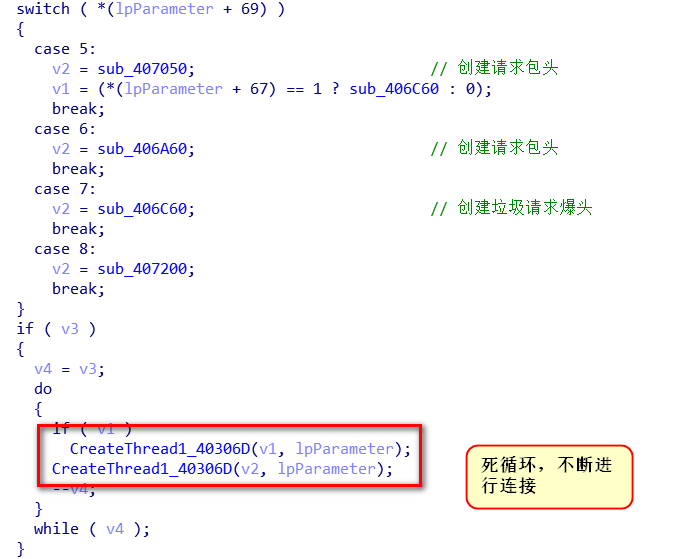 switch ( *(lpParameter + 69) )
{
case 5:
v2 = sub_407050; // 创建请求包头
v1 = (*(lpParameter + 67) == 1 ? sub_406C60 : 0);
break;
case 6:
v2 = sub_406A60; // 创建请求包头
break;
case 7:
v2 = sub_406C60; // 创建垃圾请求爆头
break;
case 8:
v2 = sub_407200;
break;
}
if ( v3 )
{
v4 = v3;
do
{
if ( v1 )
CreateThread1_40306D(v1, lpParameter);
CreateThread1_40306D(v2, lpParameter);
--v4;
}
while ( v4 );
}
死循环，不断进
行连接